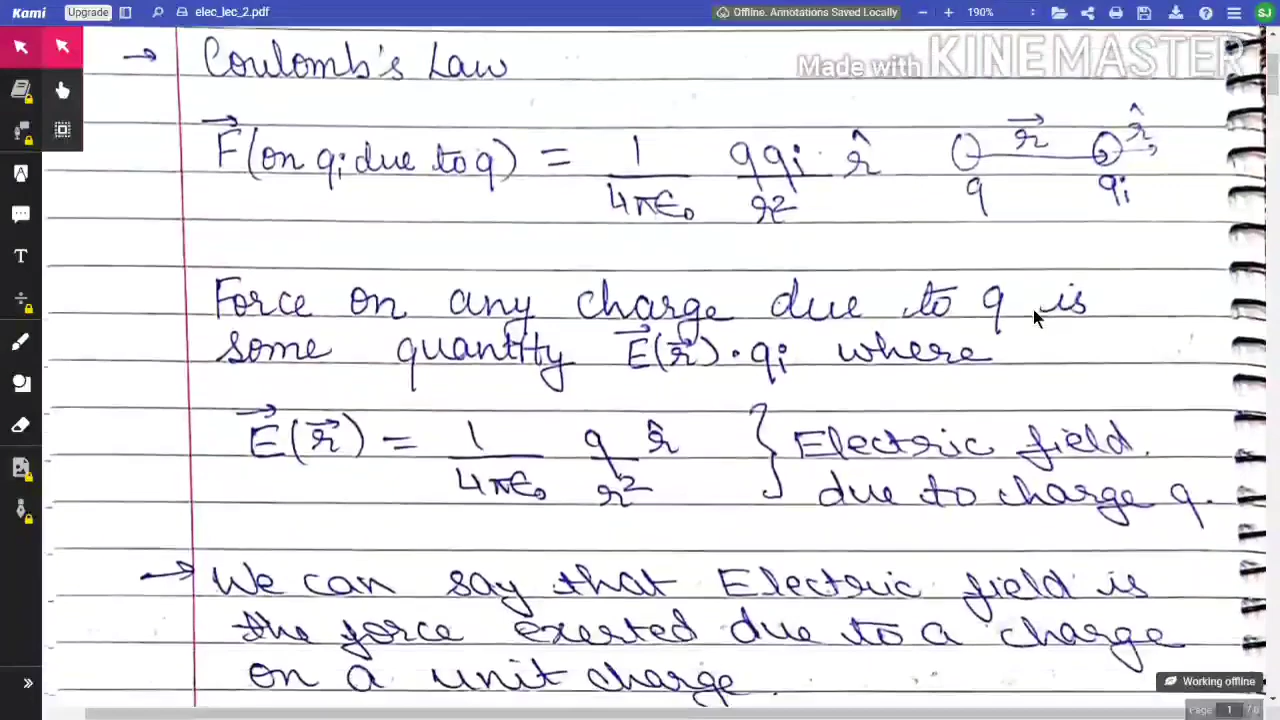 Kami Upgrade elec_lec_2.pdf Offline. Annotations Saved Locally 190% SJ
Made with KINEMASTER
→ Coulomb's Law
F⃗(on qᵢ due to q) = 1/4πϵ₀ qqᵢ/r² r̂
r⃗ r̂
q qᵢ
Force on any charge due to q is
some quantity E⃗(r⃗) · qᵢ where
E⃗(r⃗) = 1/4πϵ₀ q/r² r̂ } Electric field
due to charge q.
→ We can say that Electric field is
the force exerted due to a charge
on a unit charge.
Working offline
Page 1